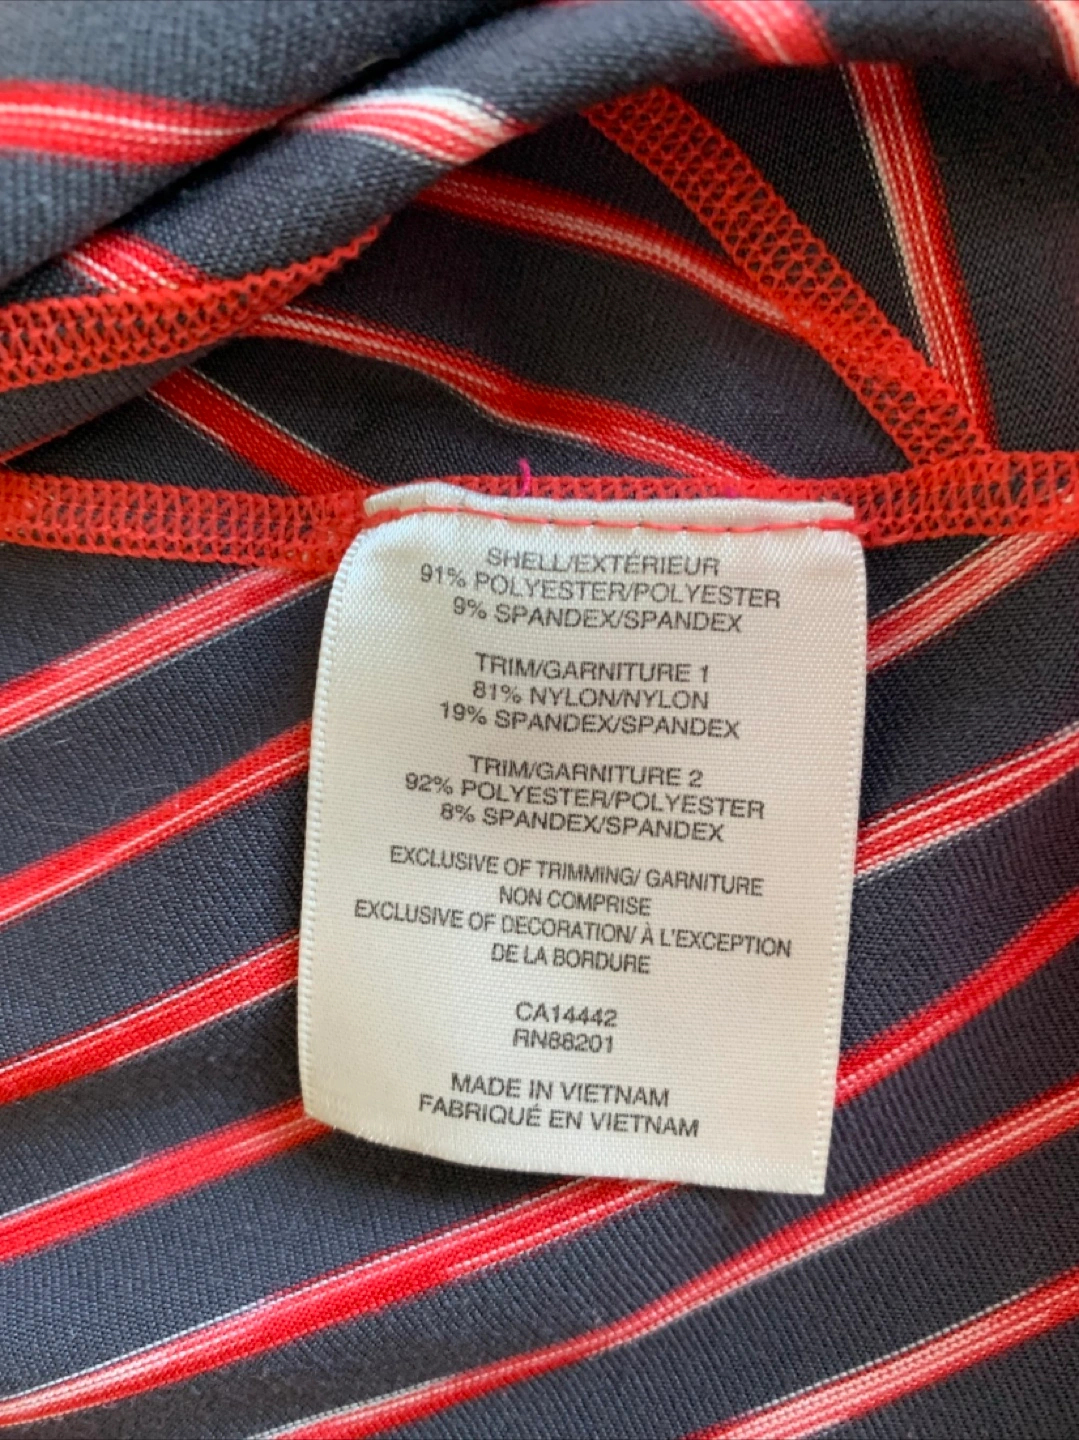 SHELL/EXTÉRIEUR
91% POLYESTER/POLYESTER
9% SPANDEX/SPANDEX
TRIM/GARNITURE 1
81% NYLON/NYLON
19% SPANDEX/SPANDEX
TRIM/GARNITURE 2
92% POLYESTER/POLYESTER
8% SPANDEX/SPANDEX
EXCLUSIVE OF TRIMMING/ GARNITURE
NON COMPRISE
EXCLUSIVE OF DECORATION/ À L'EXCEPTION
DE LA BORDURE
CA14442
RN88201
MADE IN VIETNAM
FABRIQUÉ EN VIETNAM